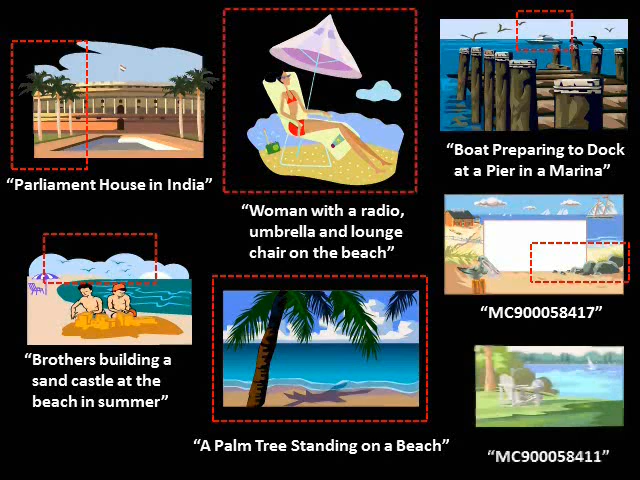 “Parliament House in India”
“Woman with a radio,
umbrella and lounge
chair on the beach”
“Boat Preparing to Dock
at a Pier in a Marina”
“MC900058417”
“Brothers building a
sand castle at the
beach in summer”
“A Palm Tree Standing on a Beach”
“MC900058411”